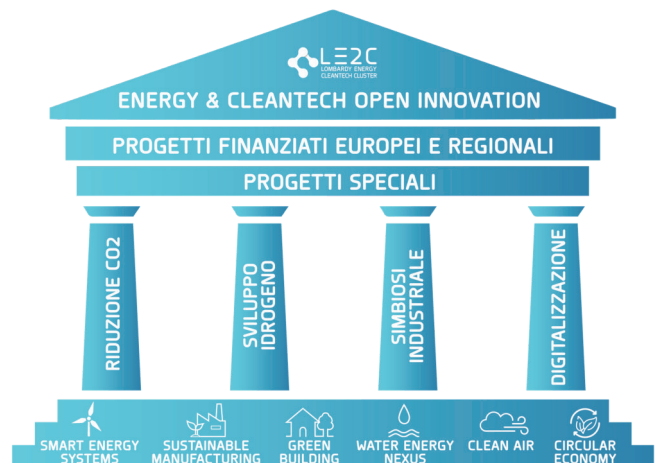 LE2C
LOMBARDY ENERGY
CLEANTECH CLUSTER
ENERGY & CLEANTECH OPEN INNOVATION
PROGETTI FINANZIATI EUROPEI E REGIONALI
PROGETTI SPECIALI
RIDUZIONE CO2
SVILUPPO
IDROGENO
SIMBIOSI
INDUSTRIALE
DIGITALIZZAZIONE
SMART ENERGY
SYSTEMS
SUSTAINABLE
MANUFACTURING
GREEN
BUILDING
WATER ENERGY
NEXUS
CLEAN AIR
CIRCULAR
ECONOMY